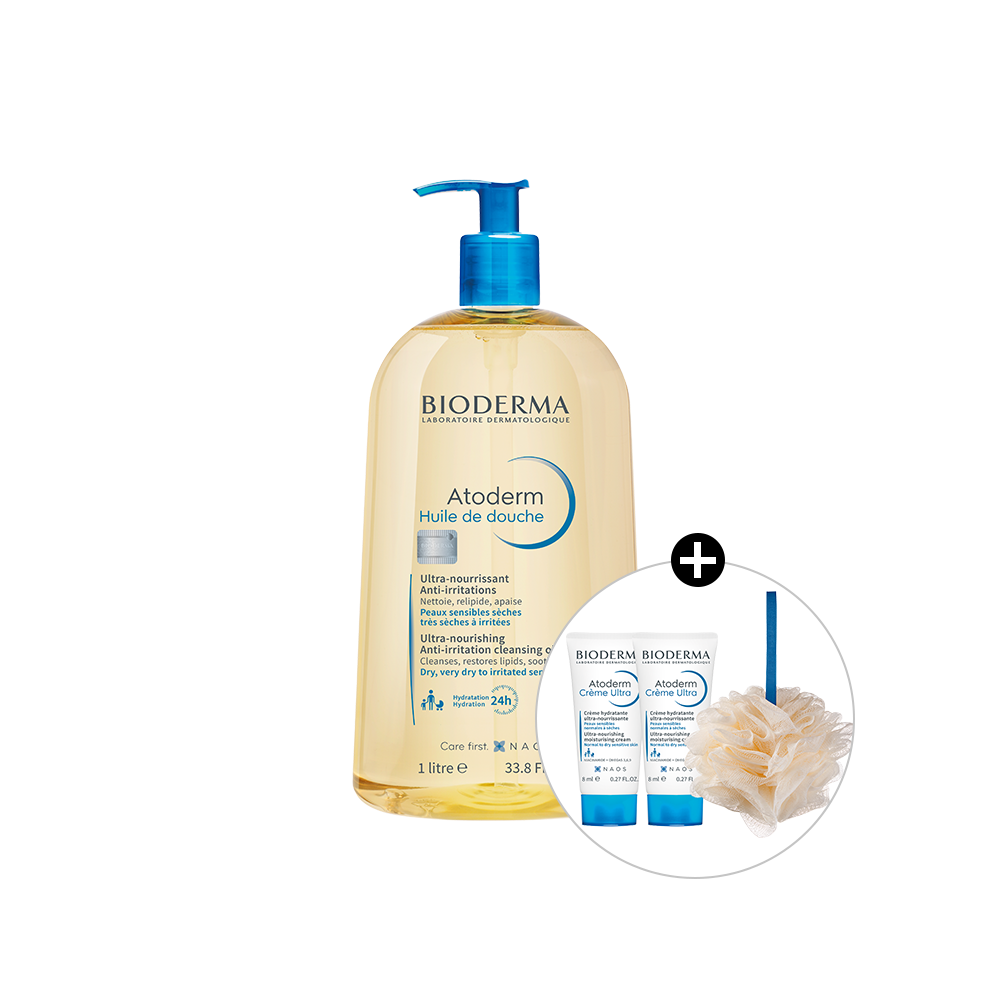 BIODERMA
LABORATOIRE DERMATOLOGIQUE
Atoderm
Huile de douche
Ultra-nourrissant
Anti-irritations
Nettoie, relipide, apaise
Peaux sensibles sèches
très sèches à irritées
Ultra-nourishing
Anti-irritation cleansing
Cleanses, restores lipids,
Dry, very dry to irritated
Hydratation
Hydration
24h
Care first.
NAO
1 litre e
33.8 F
BIODERM
LABORATOIRE DERMATOLOGIQ
Atoderm
Crème Ultra
Crème hydratante
ultra-nourrissante
Peaux sensibles
normales à sèches
Ultra-nourishing
moisturising cream
Normal to dry sensitive skin
NAOS
8 ml e 0.27 FL.OZ.
BIODERMA
LABORATOIRE DERMATOLOGIQUE
Atoderm
Crème Ultra
Crème hydratante
ultra-nourrissante
Peaux sensibles
normales à sèches
Ultra-nourishing
moisturising
Normal to dry sensitive
NAOS
8 ml e 0.27 FL